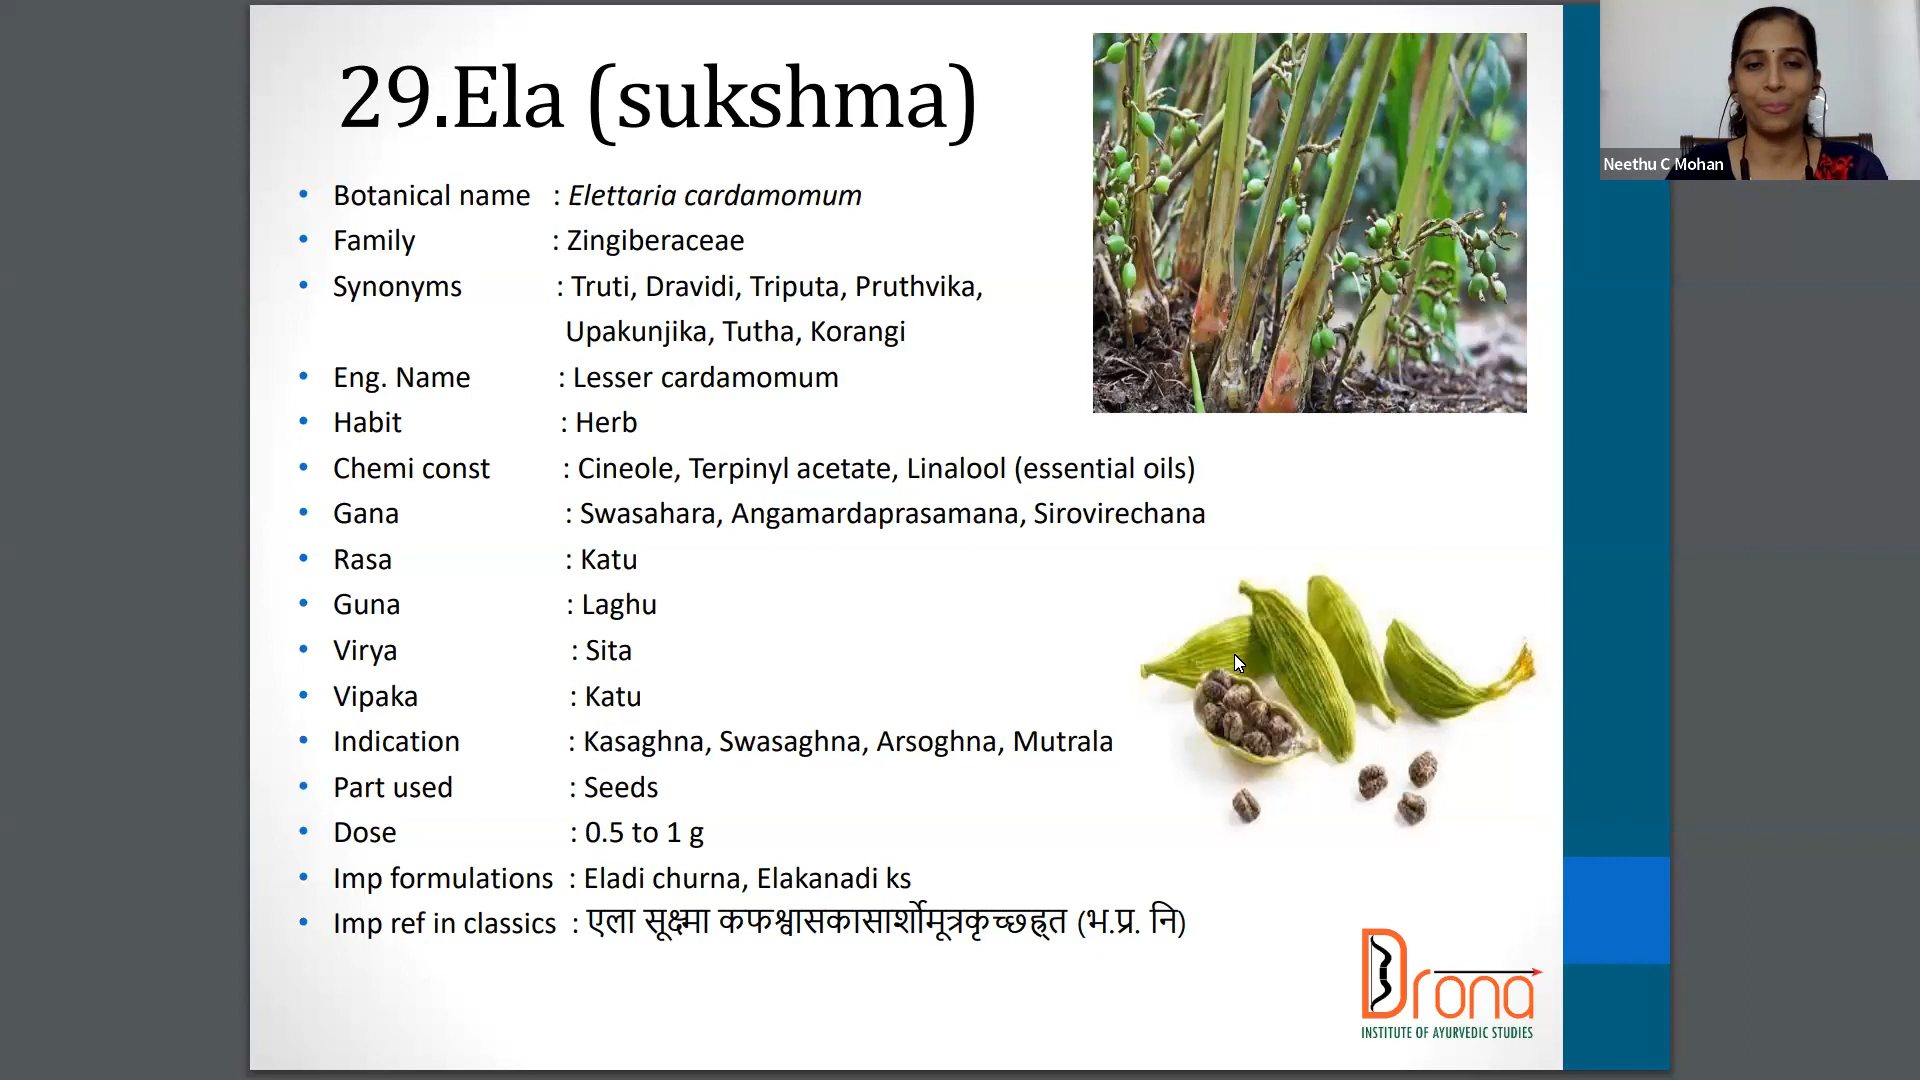 29.Ela (sukshma)
Botanical name : Elettaria cardamomum
Family : Zingiberaceae
Synonyms : Truti, Dravidi, Triputa, Pruthvika,
Upakunjika, Tutha, Korangi
Eng. Name : Lesser cardamomum
Habit : Herb
Chemi const : Cineole, Terpinyl acetate, Linalool (essential oils)
Gana : Swasahara, Angamardaprasamana, Sirovirechana
Rasa : Katu
Guna : Laghu
Virya : Sita
Vipaka : Katu
Indication : Kasaghna, Swasaghna, Arsoghna, Mutrala
Part used : Seeds
Dose : 0.5 to 1 g
Imp formulations : Eladi churna, Elakanadi ks
Imp ref in classics : एला सूक्ष्मा कफश्वासकासार्शोमूत्रकृच्छह्र्त (भ.प्र. नि)
Drona
INSTITUTE OF AYURVEDIC STUDIES
Neethu C Mohan